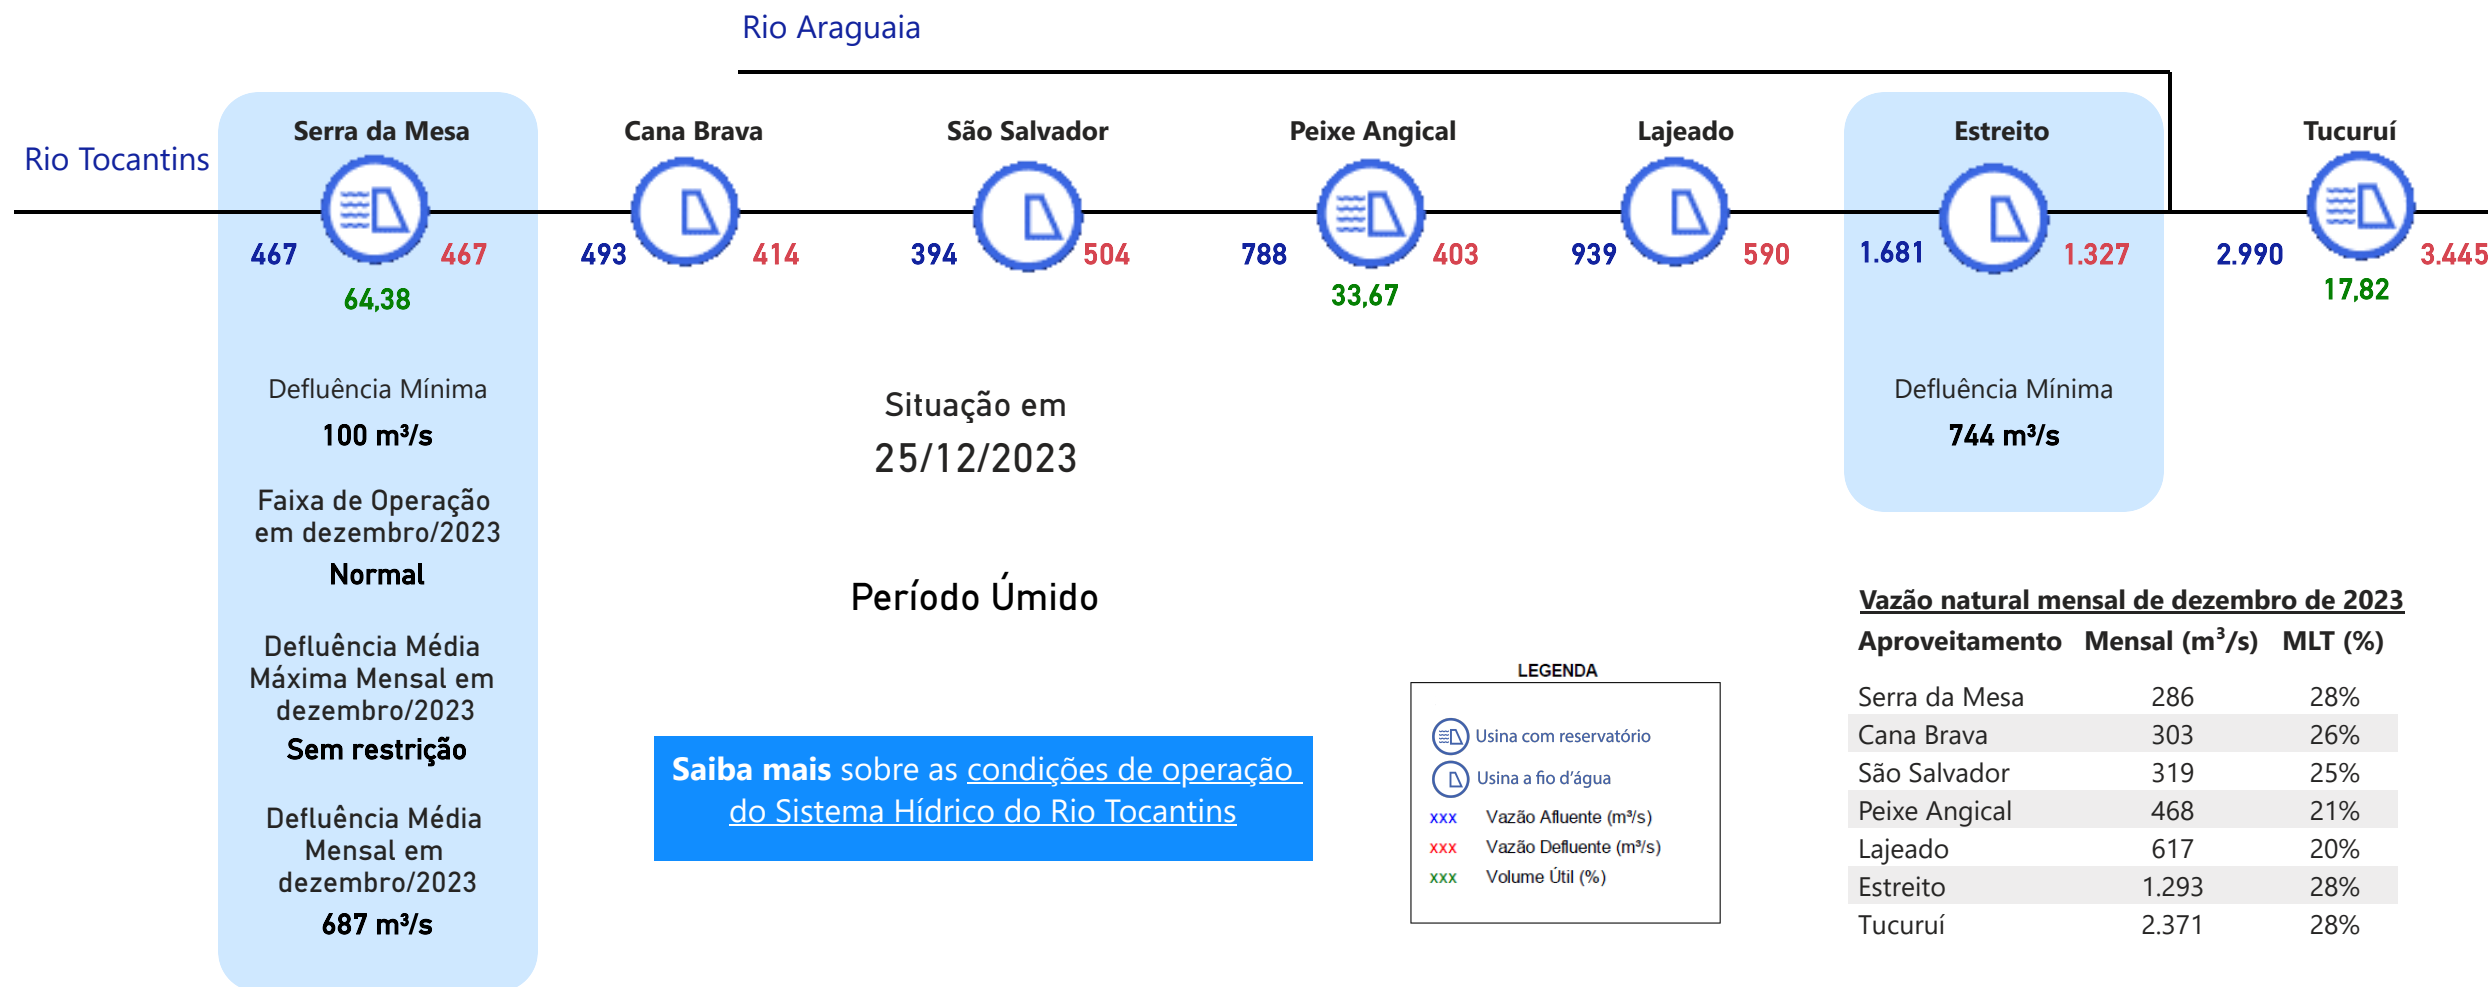 Rio Araguaia
Rio Tocantins
Serra da Mesa
Cana Brava
São Salvador
Peixe Angical
Lajeado
Estreito
Tucuruí
467 467
493 414
394 504
788 403
939 590
1.681 1.327
2.990 3.445
64,38
33,67
17,82
Defluência Mínima
100 m³/s
Faixa de Operação
em dezembro/2023
Normal
Defluência Média
Máxima Mensal em
dezembro/2023
Sem restrição
Defluência Média
Mensal em
dezembro/2023
687 m³/s
Situação em
25/12/2023
Período Úmido
Saiba mais sobre as condições de operação
do Sistema Hídrico do Rio Tocantins
Defluência Mínima
744 m³/s
LEGENDA
Usina com reservatório
Usina a fio d'água
xxx Vazão Afluente (m³/s)
xxx Vazão Defluente (m³/s)
xxx Volume Útil (%)
Vazão natural mensal de dezembro de 2023
Aproveitamento Mensal (m³/s) MLT (%)
Serra da Mesa 286 28%
Cana Brava 303 26%
São Salvador 319 25%
Peixe Angical 468 21%
Lajeado 617 20%
Estreito 1.293 28%
Tucuruí 2.371 28%